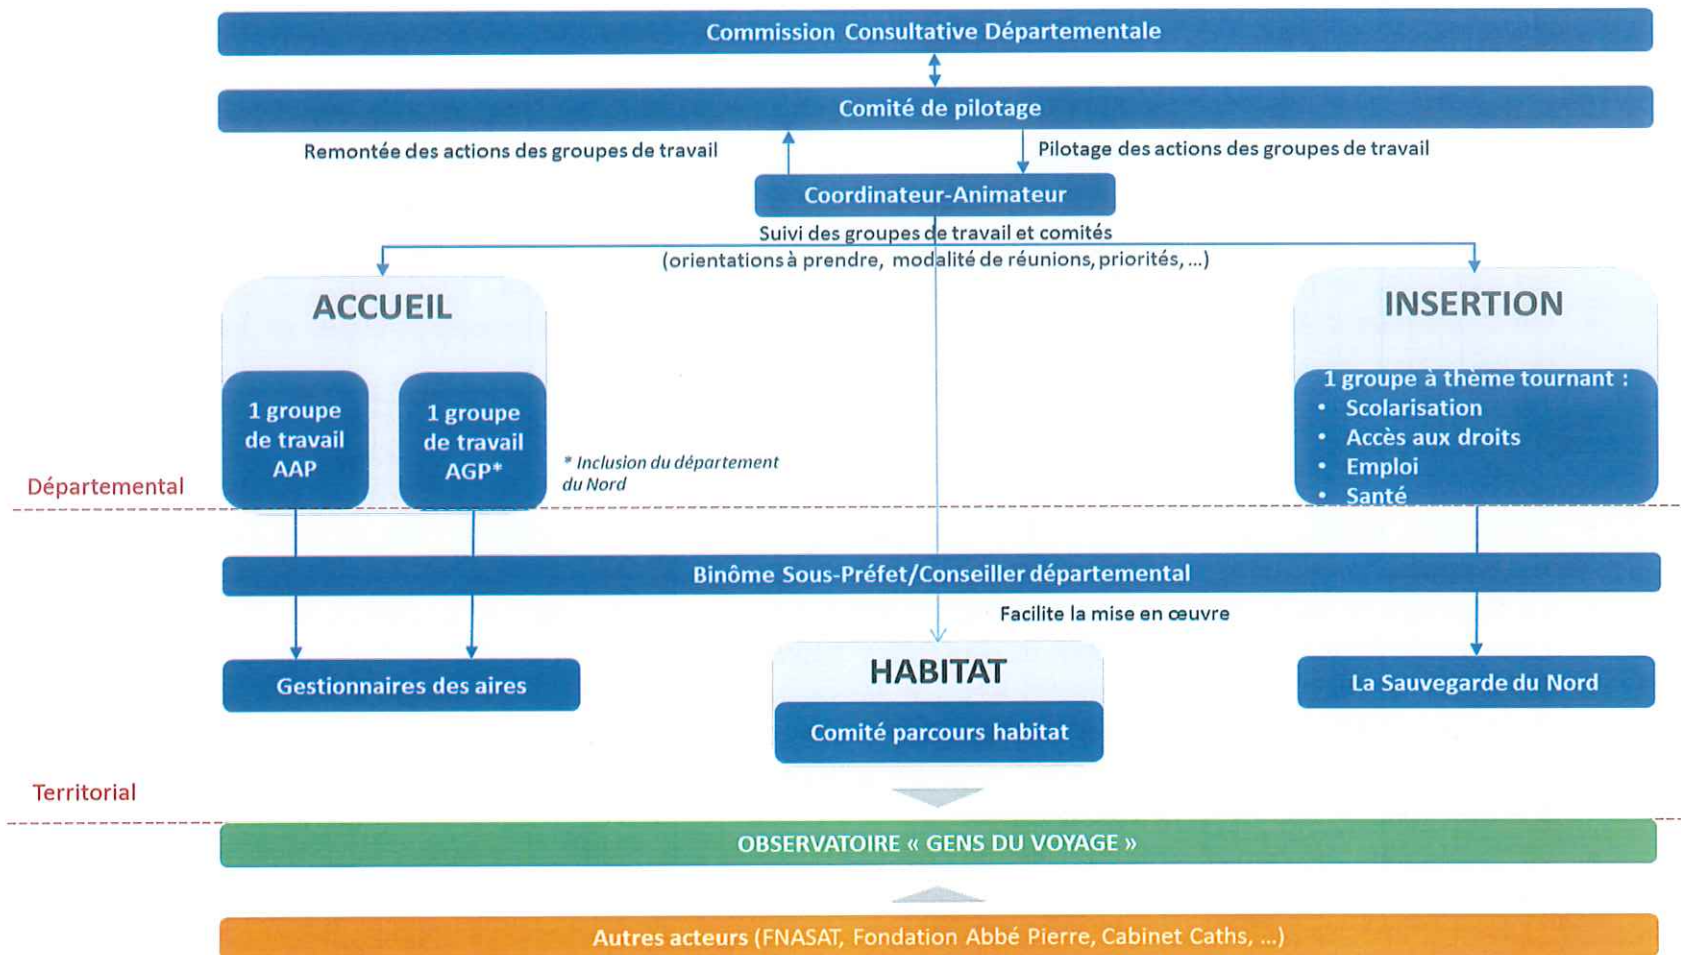 Commission Consultative Départementale
Comité de pilotage
Remontée des actions des groupes de travail
Pilotage des actions des groupes de travail
Coordinateur-Animateur
Suivi des groupes de travail et comités
(orientations à prendre, modalité de réunions, priorités, ...)
ACCUEIL
INSERTION
1 groupe
de travail
AAP
1 groupe
de travail
AGP*
* Inclusion du département
du Nord
1 groupe à thème tournant :
• Scolarisation
• Accès aux droits
• Emploi
• Santé
Départemental
Binôme Sous-Préfet/Conseiller départemental
Facilite la mise en œuvre
Gestionnaires des aires
HABITAT
Comité parcours habitat
La Sauvegarde du Nord
Territorial
OBSERVATOIRE « GENS DU VOYAGE »
Autres acteurs (FNASAT, Fondation Abbé Pierre, Cabinet Caths, ...)